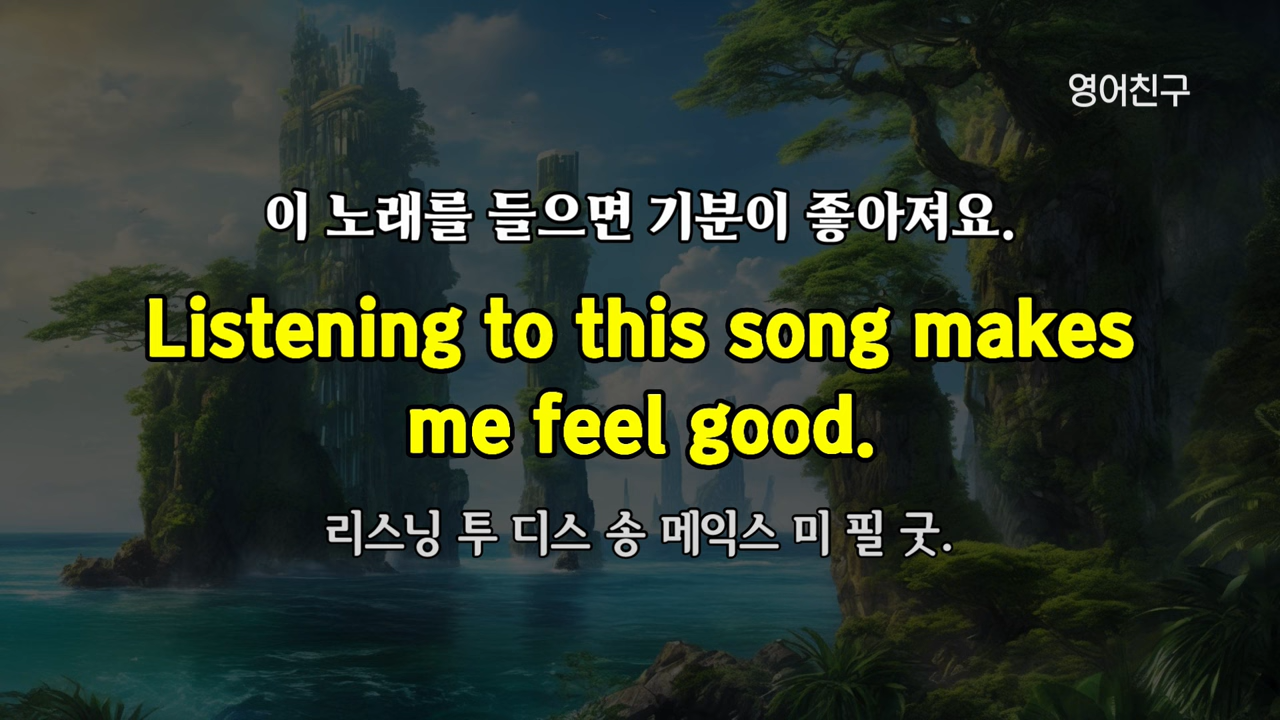 영어친구
이 노래를 들으면 기분이 좋아져요.
Listening to this song makes
me feel good.
리스닝 투 디스 송 메익스 미 필 굿.